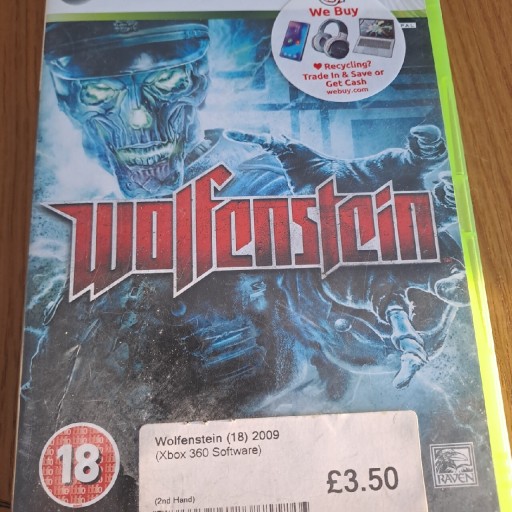 We Buy
PAL
♥ Recycling?
Trade In & Save or
Get Cash
webuy.com
Wolfenstein
18
Wolfenstein (18) 2009
(Xbox 360 Software)
£3.50
(2nd Hand)
RAVEN